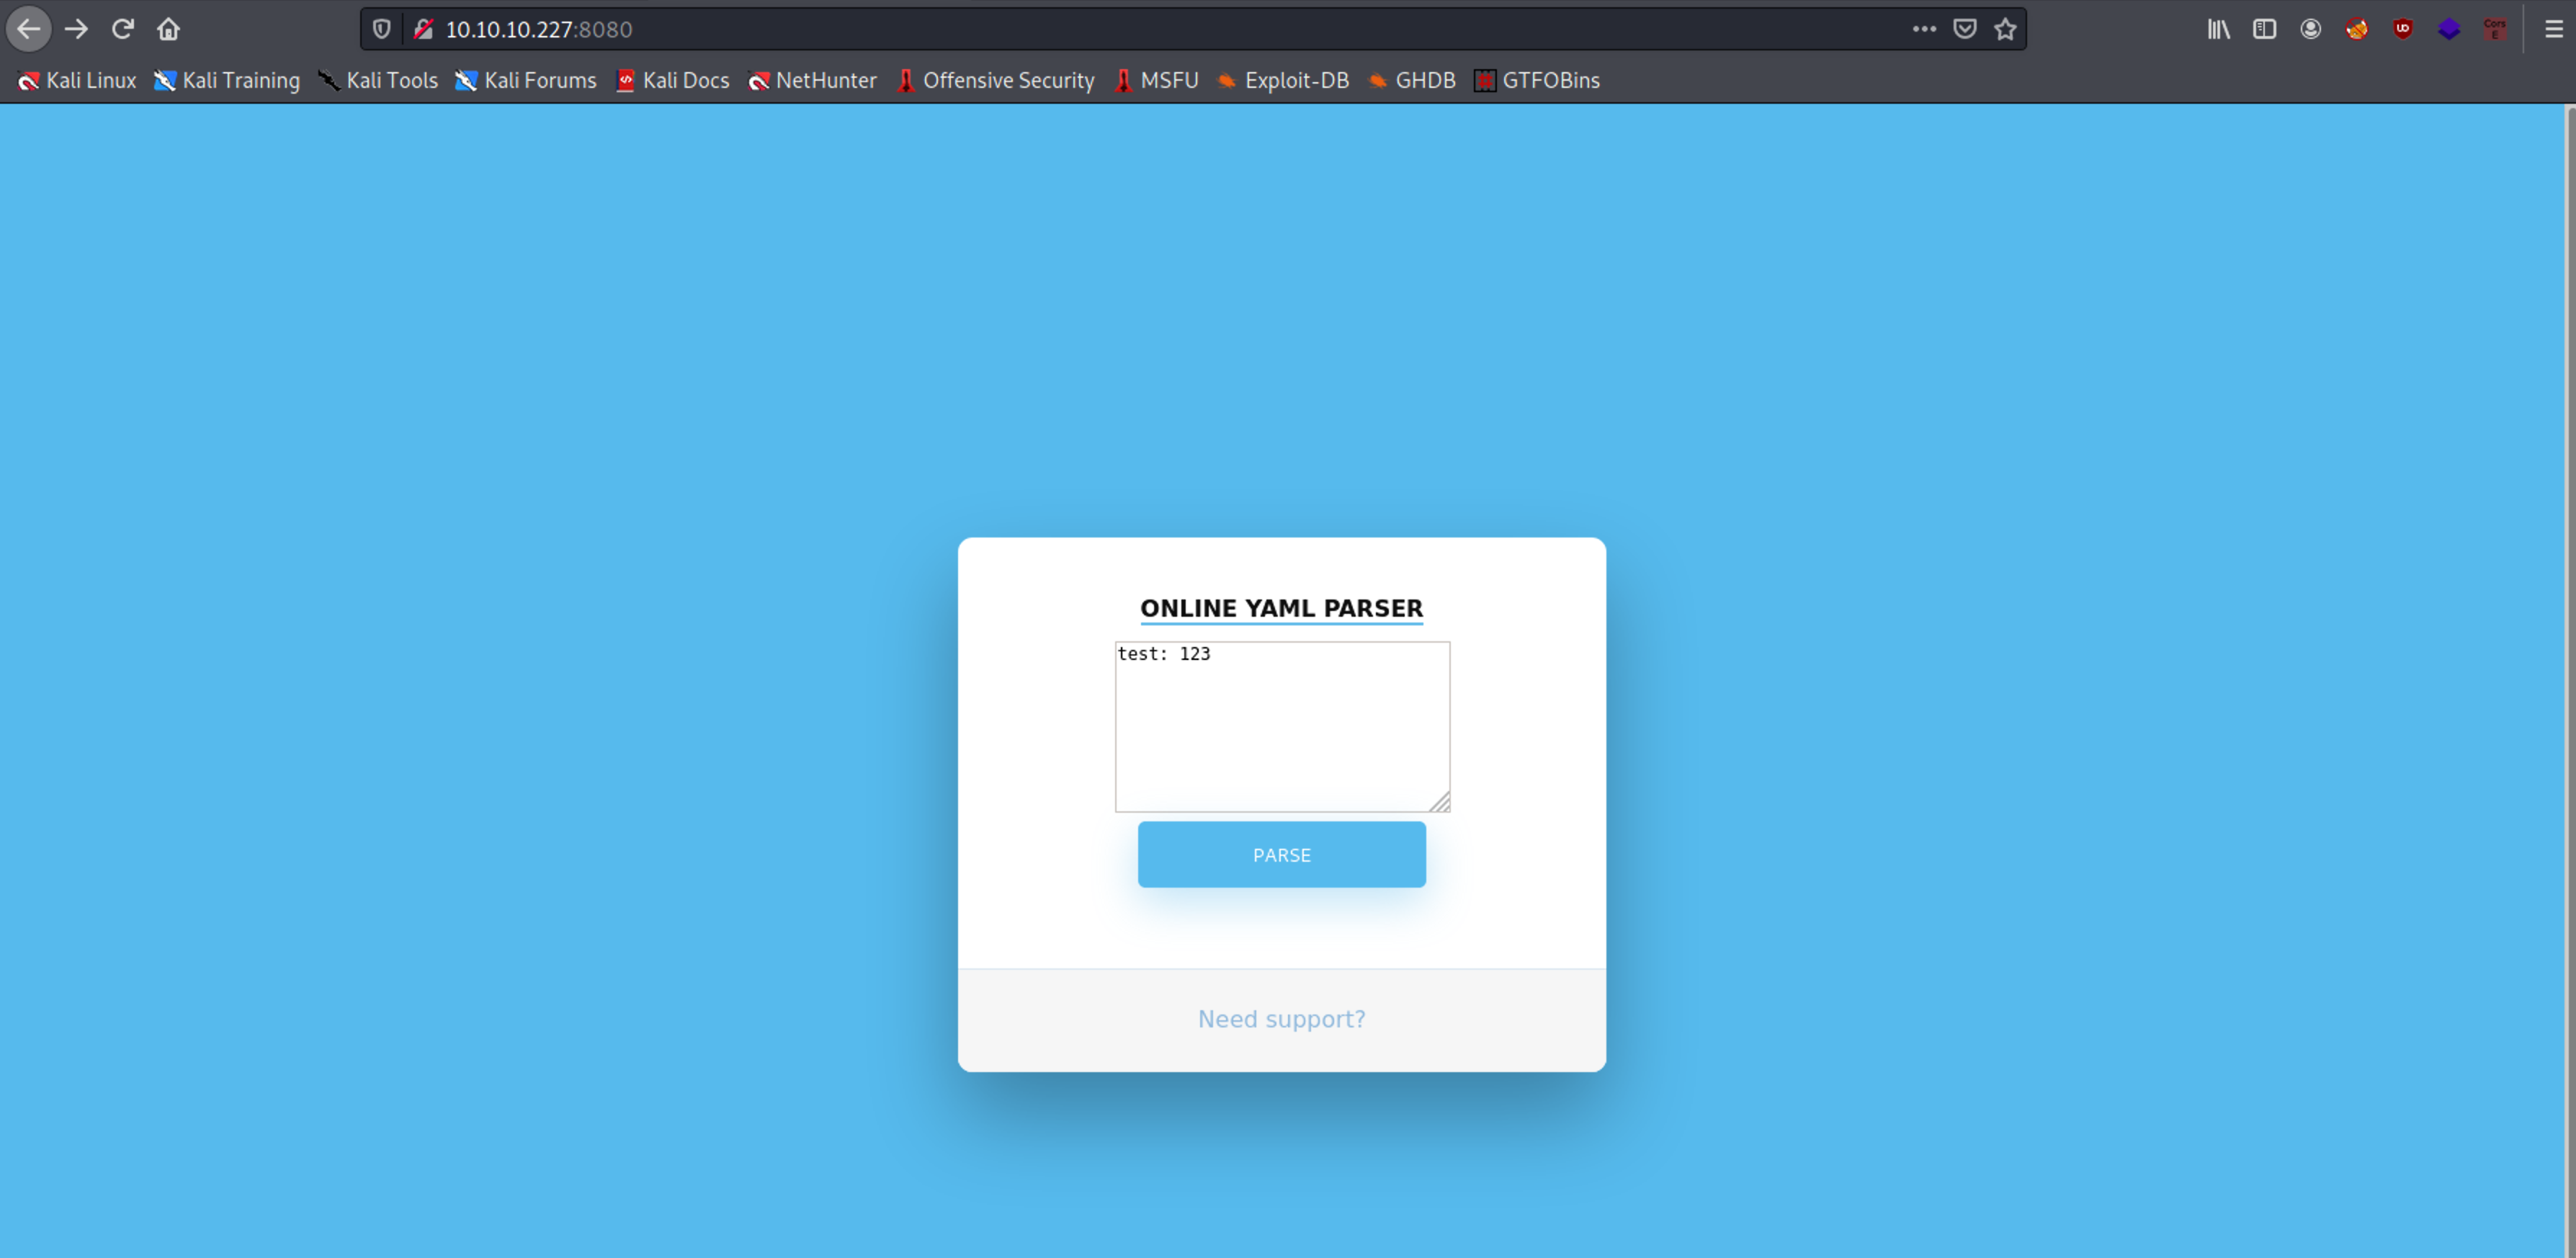 10.10.10.227:8080
Cors
E
Kali Linux Kali Training Kali Tools Kali Forums Kali Docs NetHunter Offensive Security MSFU Exploit-DB GHDB GTFOBins
ONLINE YAML PARSER
test: 123
PARSE
Need support?